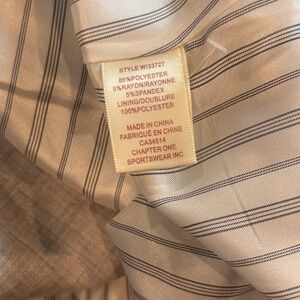 STYLE WI33727
86%POLYESTER
9%RAYON/RAYONNE
5%SPANDEX
LINING/DOUBLURE
100%POLYESTER
MADE IN CHINA
FABRIQUÉ EN CHINE
CA34514
CHAPTER ONE
SPORTSWEAR INC